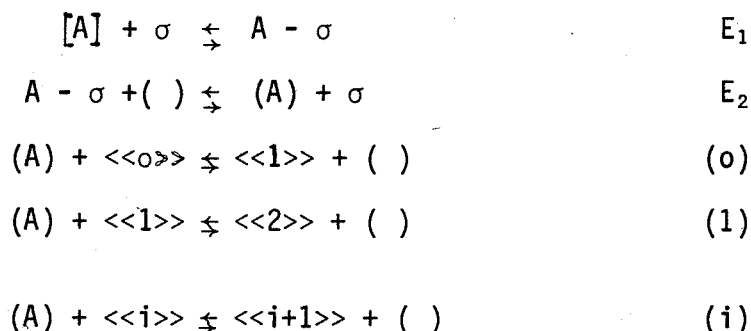 [A] + σ ⇆ A - σ E₁
A - σ +( ) ⇆ (A) + σ E₂
(A) + <<o>> ⇆ <<1>> + ( ) (o)
(A) + <<1>> ⇆ <<2>> + ( ) (1)
(A) + <<i>> ⇆ <<i+1>> + ( ) (i)